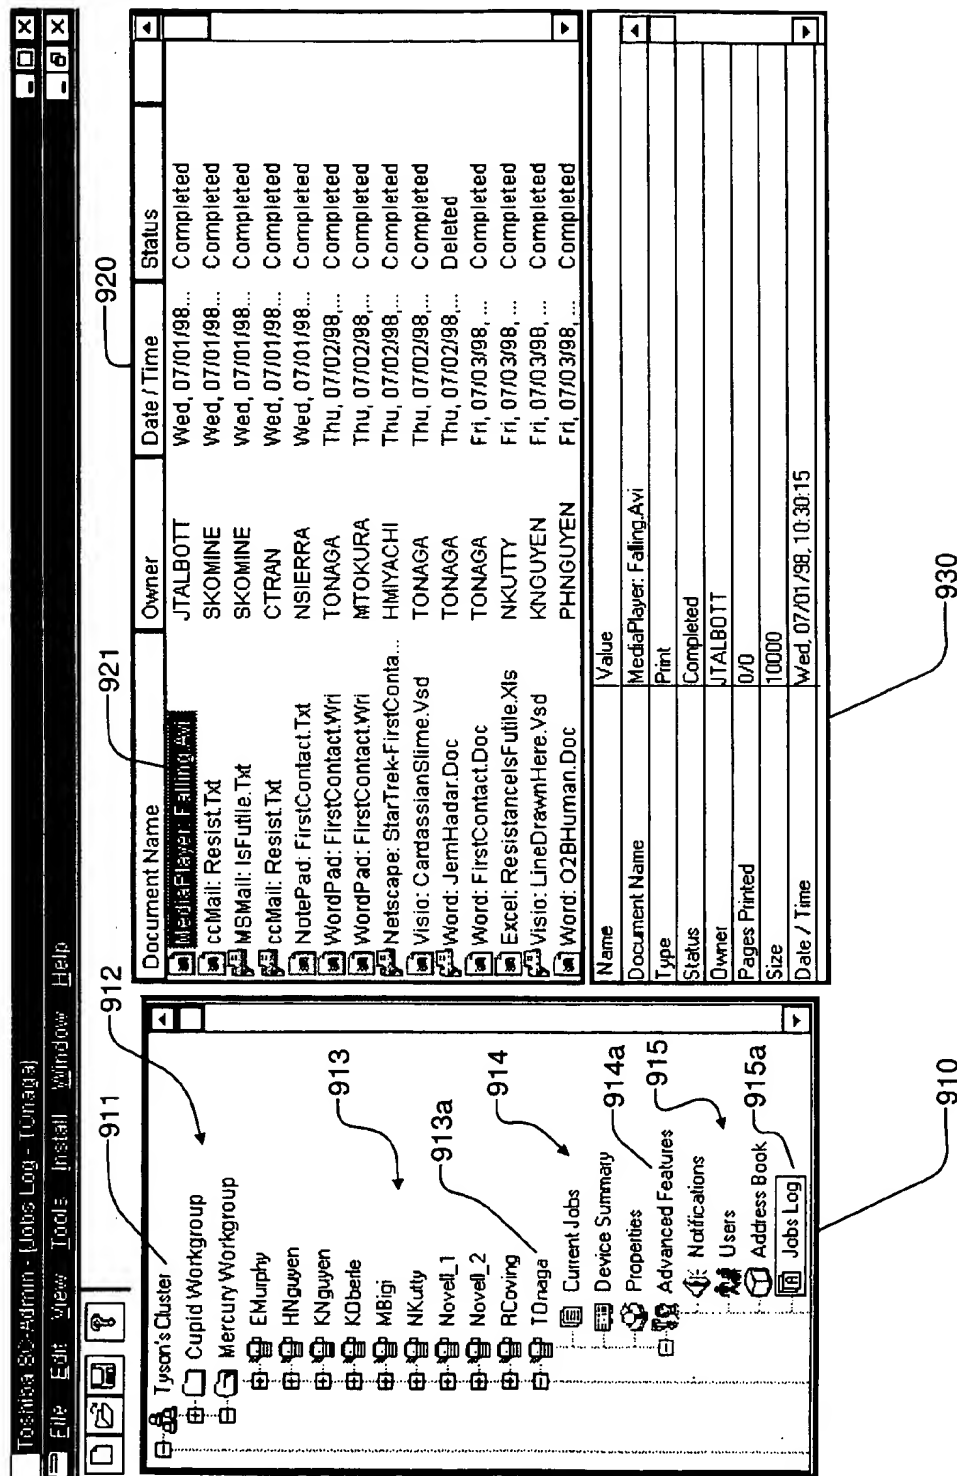 Toshiba SC-Admin - [Jobs Log - TOnaga]
File Edit View Tools Install Window Help
911
912
Tyson's Cluster
Cupid Workgroup
Mercury Workgroup
EMurphy
HNguyen
KNguyen
KOberle
MBigi
NKutty
Novell_1
Novell_2
RCoving
TOnaga
Current Jobs
Device Summary
Properties
Advanced Features
Notifications
Users
Address Book
Jobs Log
913
913a
914
914a
915
915a
910
921
920
Document Name Owner Date / Time Status
MediaPlayer: Falling.Avi JTALBOTT Wed, 07/01/98... Completed
ccMail: Resist.Txt SKOMINE Wed, 07/01/98... Completed
MSMail: IsFutile.Txt SKOMINE Wed, 07/01/98... Completed
ccMail: Resist.Txt CTRAN Wed, 07/01/98... Completed
NotePad: FirstContact.Txt NSIERRA Wed, 07/01/98... Completed
WordPad: FirstContact.Wri TONAGA Thu, 07/02/98,... Completed
WordPad: FirstContact.Wri MTOKURA Thu, 07/02/98,... Completed
Netscape: StarTrek-FirstConta... HMIYACHI Thu, 07/02/98,... Completed
Visio: CardassianSlime.Vsd TONAGA Thu, 07/02/98,... Completed
Word: JemHadar.Doc TONAGA Thu, 07/02/98,... Deleted
Word: FirstContact.Doc TONAGA Fri, 07/03/98, ... Completed
Excel: ResistanceIsFutile.Xls NKUTTY Fri, 07/03/98, ... Completed
Visio: LineDrawnHere.Vsd KNGUYEN Fri, 07/03/98, ... Completed
Word: O2BHuman.Doc PHNGUYEN Fri, 07/03/98, ... Completed
Name Value
Document Name MediaPlayer: Falling.Avi
Type Print
Status Completed
Owner JTALBOTT
Pages Printed 0/0
Size 10000
Date / Time Wed, 07/01/98, 10:30:15
930